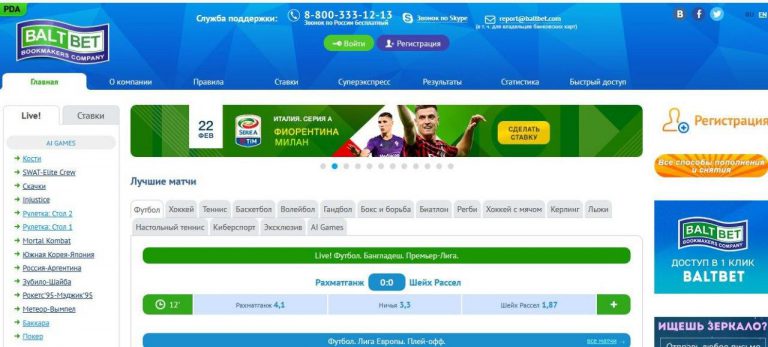 PDA
BALTBET
BOOKMAKERS COMPANY
Служба поддержки:
8-800-333-12-13
Звонок по России бесплатный
Звонок по Skype
report@baltbet.com
(в т. ч. для владельцев банковских карт)
RU EN
Войти
Регистрация
Главная
О компании
Правила
Ставки
Суперэкспресс
Результаты
Статистика
Быстрый доступ
Live!
Ставки
AI GAMES
Кости
SWAT-Elite Crew
Скачки
Injustice
Рулетка: Стол 2
Рулетка: Стол 1
Mortal Kombat
Южная Корея-Япония
Россия-Аргентина
Зубило-Шайба
Рокетс'95-Мэджик'95
Метеор-Вымпел
Баккара
Покер
22
ФЕВ
SERIE A
TIM
ИТАЛИЯ. СЕРИЯ А
ФИОРЕНТИНА
МИЛАН
СДЕЛАТЬ
СТАВКУ
Лучшие матчи
Футбол
Хоккей
Теннис
Баскетбол
Волейбол
Гандбол
Бокс и борьба
Биатлон
Регби
Хоккей с мячом
Керлинг
Лыжи
Настольный теннис
Киберспорт
Эксклюзив
AI Games
Live! Футбол. Бангладеш. Премьер-Лига.
Рахматганж 0:0 Шейх Рассел
12'
Рахматганж 4,1
Ничья 3,3
Шейх Рассел 1,87
+
Футбол. Лига Европы. Плей-офф.
все матчи →
Регистрация
Все способы пополнения
и снятия
BALTBET
BOOKMAKERS COMPANY
ДОСТУП В 1 КЛИК
BALTBET
ИЩЕШЬ ЗЕРКАЛО?
Отправь любое письмо